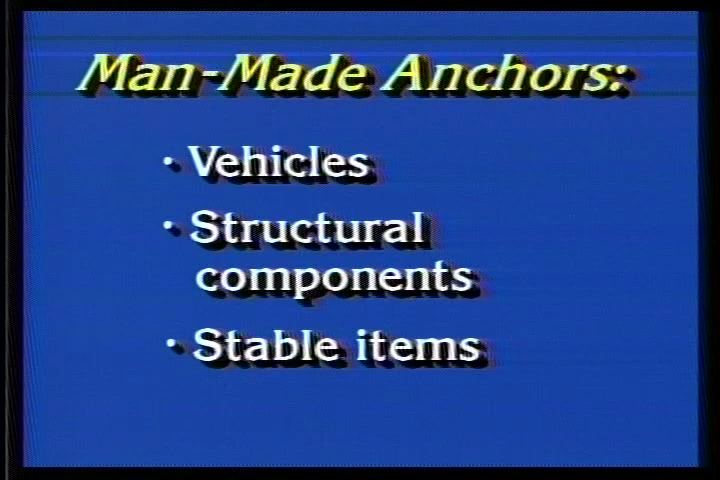 Man-Made Anchors:
• Vehicles
• Structural
components
• Stable items